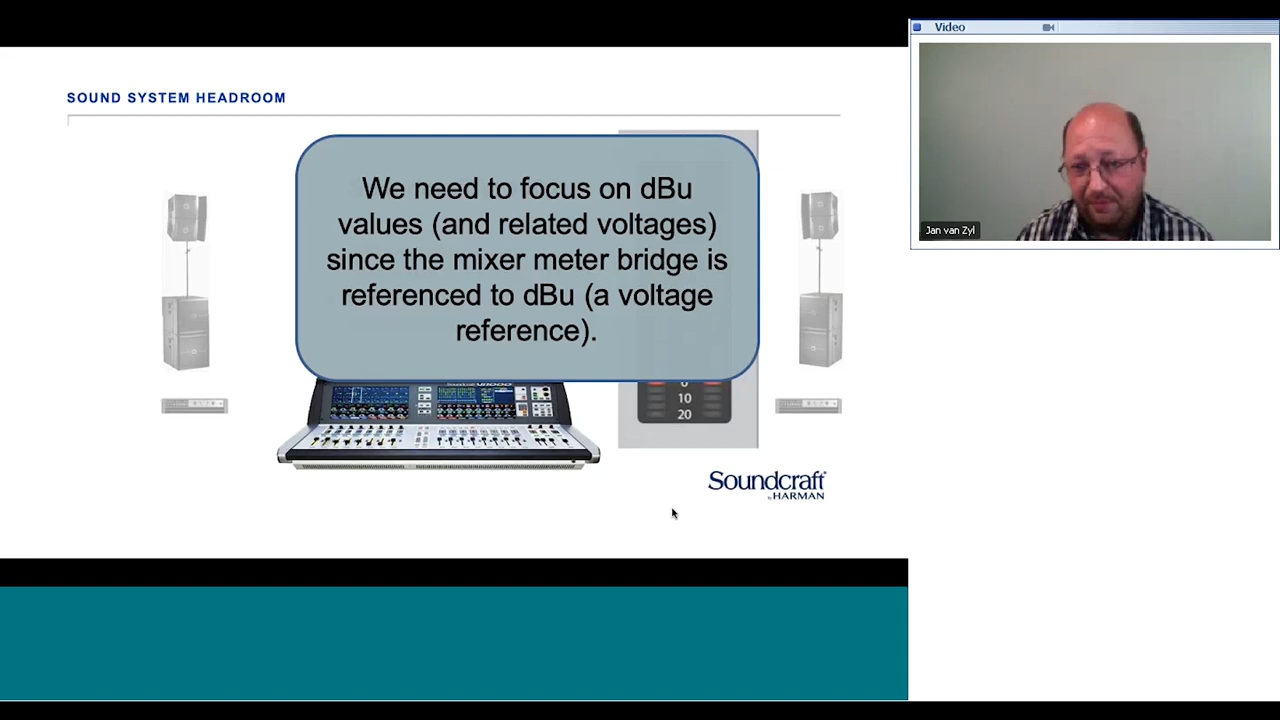 Video
SOUND SYSTEM HEADROOM
We need to focus on dBu
values (and related voltages)
since the mixer meter bridge is
referenced to dBu (a voltage
reference).
Jan van Zyl
10
20
Soundcraft
by HARMAN